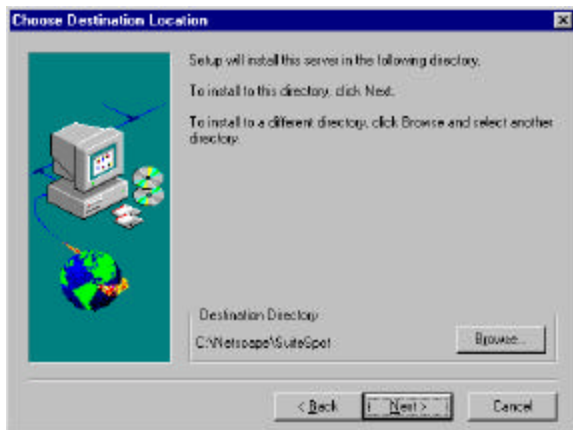 Choose Destination Location
Setup will install this server in the following directory.
To install to this directory, click Next.
To install to a different directory, click Browse and select another
directory.
Destination Directory
C:\Netscape\SuiteSpot
Browse...
< Back
Next >
Cancel